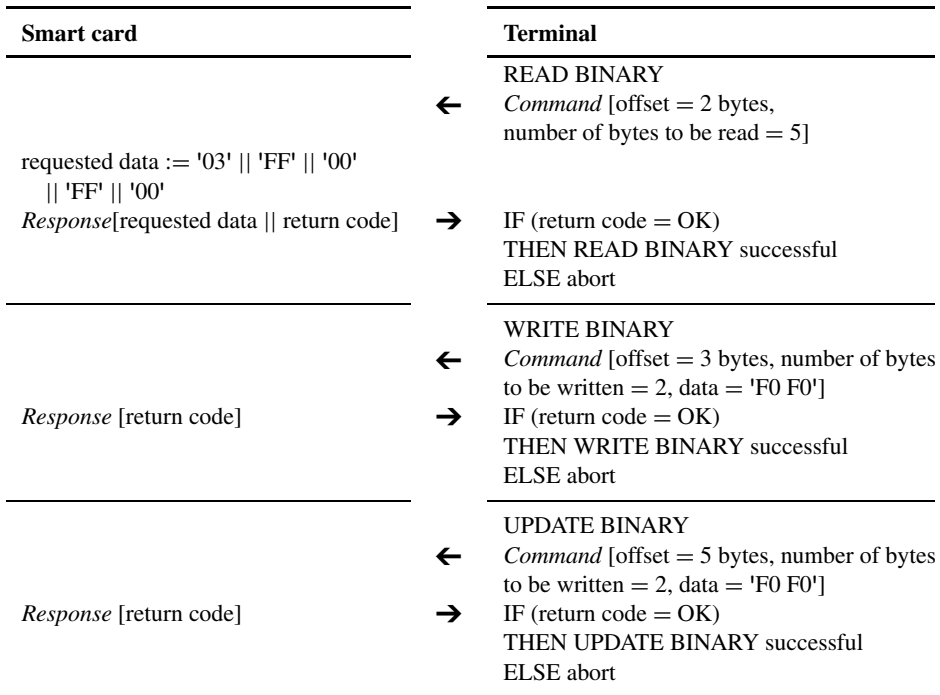 Smart card Terminal
READ BINARY
← Command [offset = 2 bytes,
number of bytes to be read = 5]
requested data := '03' || 'FF' || '00'
|| 'FF' || '00'
Response[requested data || return code] → IF (return code = OK)
THEN READ BINARY successful
ELSE abort
WRITE BINARY
← Command [offset = 3 bytes, number of bytes
to be written = 2, data = 'F0 F0']
Response [return code] → IF (return code = OK)
THEN WRITE BINARY successful
ELSE abort
UPDATE BINARY
← Command [offset = 5 bytes, number of bytes
to be written = 2, data = 'F0 F0']
Response [return code] → IF (return code = OK)
THEN UPDATE BINARY successful
ELSE abort